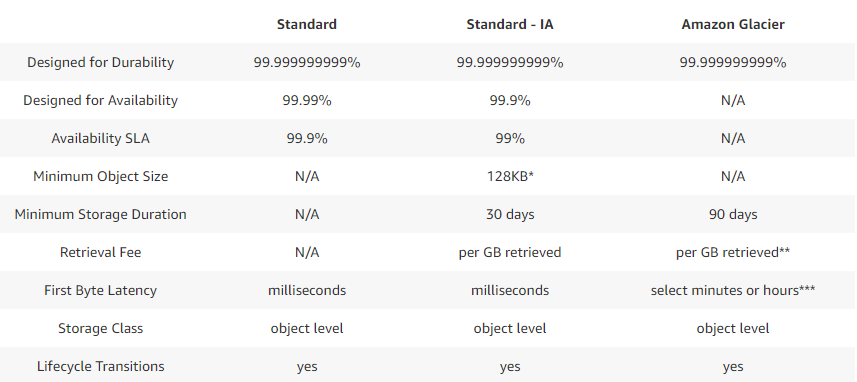 Standard Standard - IA Amazon Glacier
Designed for Durability 99.999999999% 99.999999999% 99.999999999%
Designed for Availability 99.99% 99.9% N/A
Availability SLA 99.9% 99% N/A
Minimum Object Size N/A 128KB* N/A
Minimum Storage Duration N/A 30 days 90 days
Retrieval Fee N/A per GB retrieved per GB retrieved**
First Byte Latency milliseconds milliseconds select minutes or hours***
Storage Class object level object level object level
Lifecycle Transitions yes yes yes